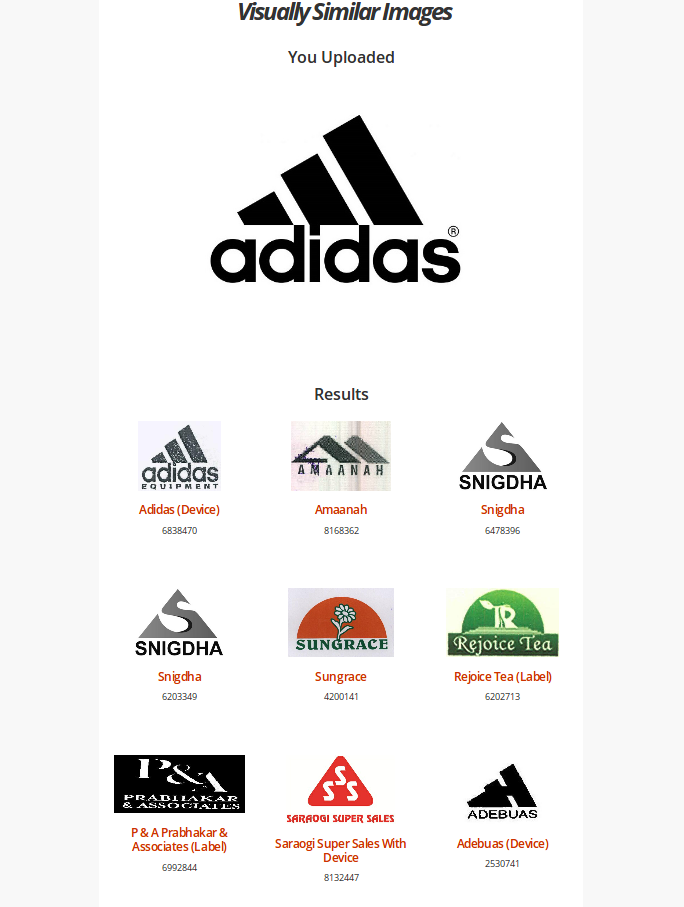 Visually Similar Images
You Uploaded
adidas®
Results
adidas
EQUIPMENT
AMAANAH
SNIGDHA
Adidas (Device)
Amaanah
Snigdha
6838470
8168362
6478396
SNIGDHA
SUNGRACE
TR
Rejoice Tea
Snigdha
Sungrace
Rejoice Tea (Label)
6203349
4200141
6202713
P&A
PRABHAKAR
& ASSOCIATES
SSS
SARAOGI SUPER SALES
ADEBUAS
P & A Prabhakar &
Associates (Label)
Saraogi Super Sales With
Device
Adebuas (Device)
6992844
8132447
2530741